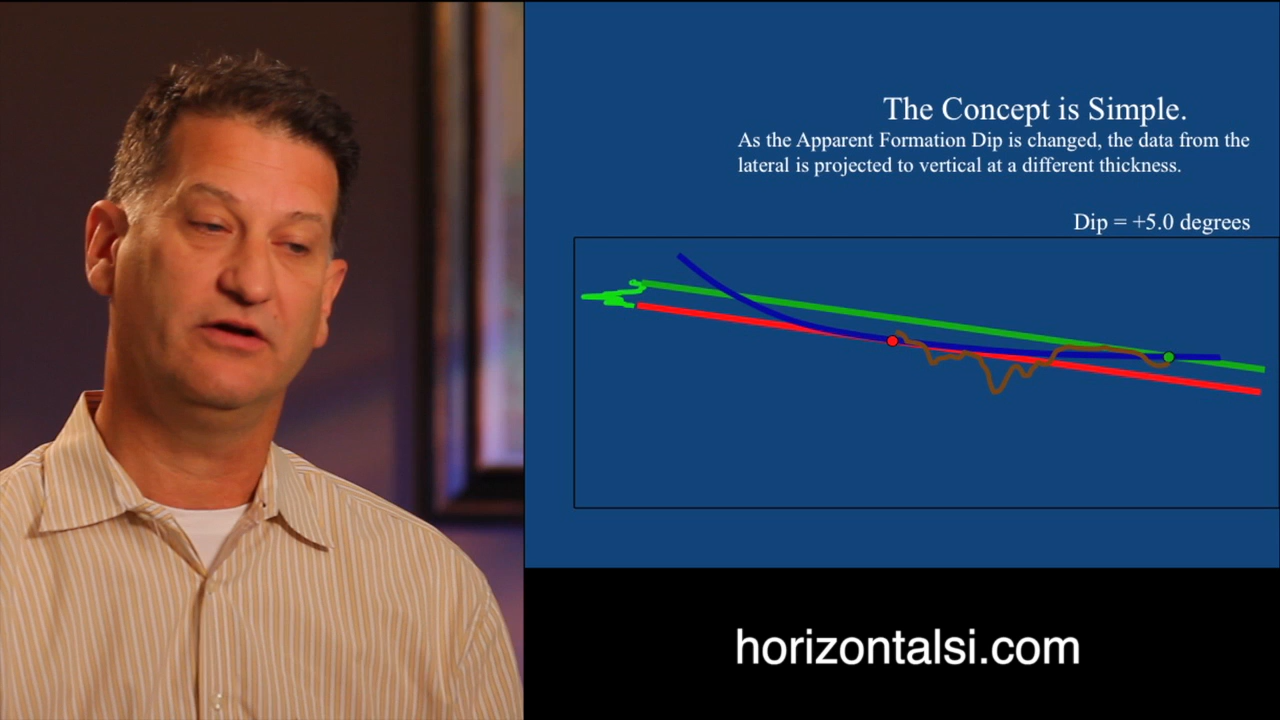 The Concept is Simple.
As the Apparent Formation Dip is changed, the data from the
lateral is projected to vertical at a different thickness.
Dip = +5.0 degrees
horizontalsi.com